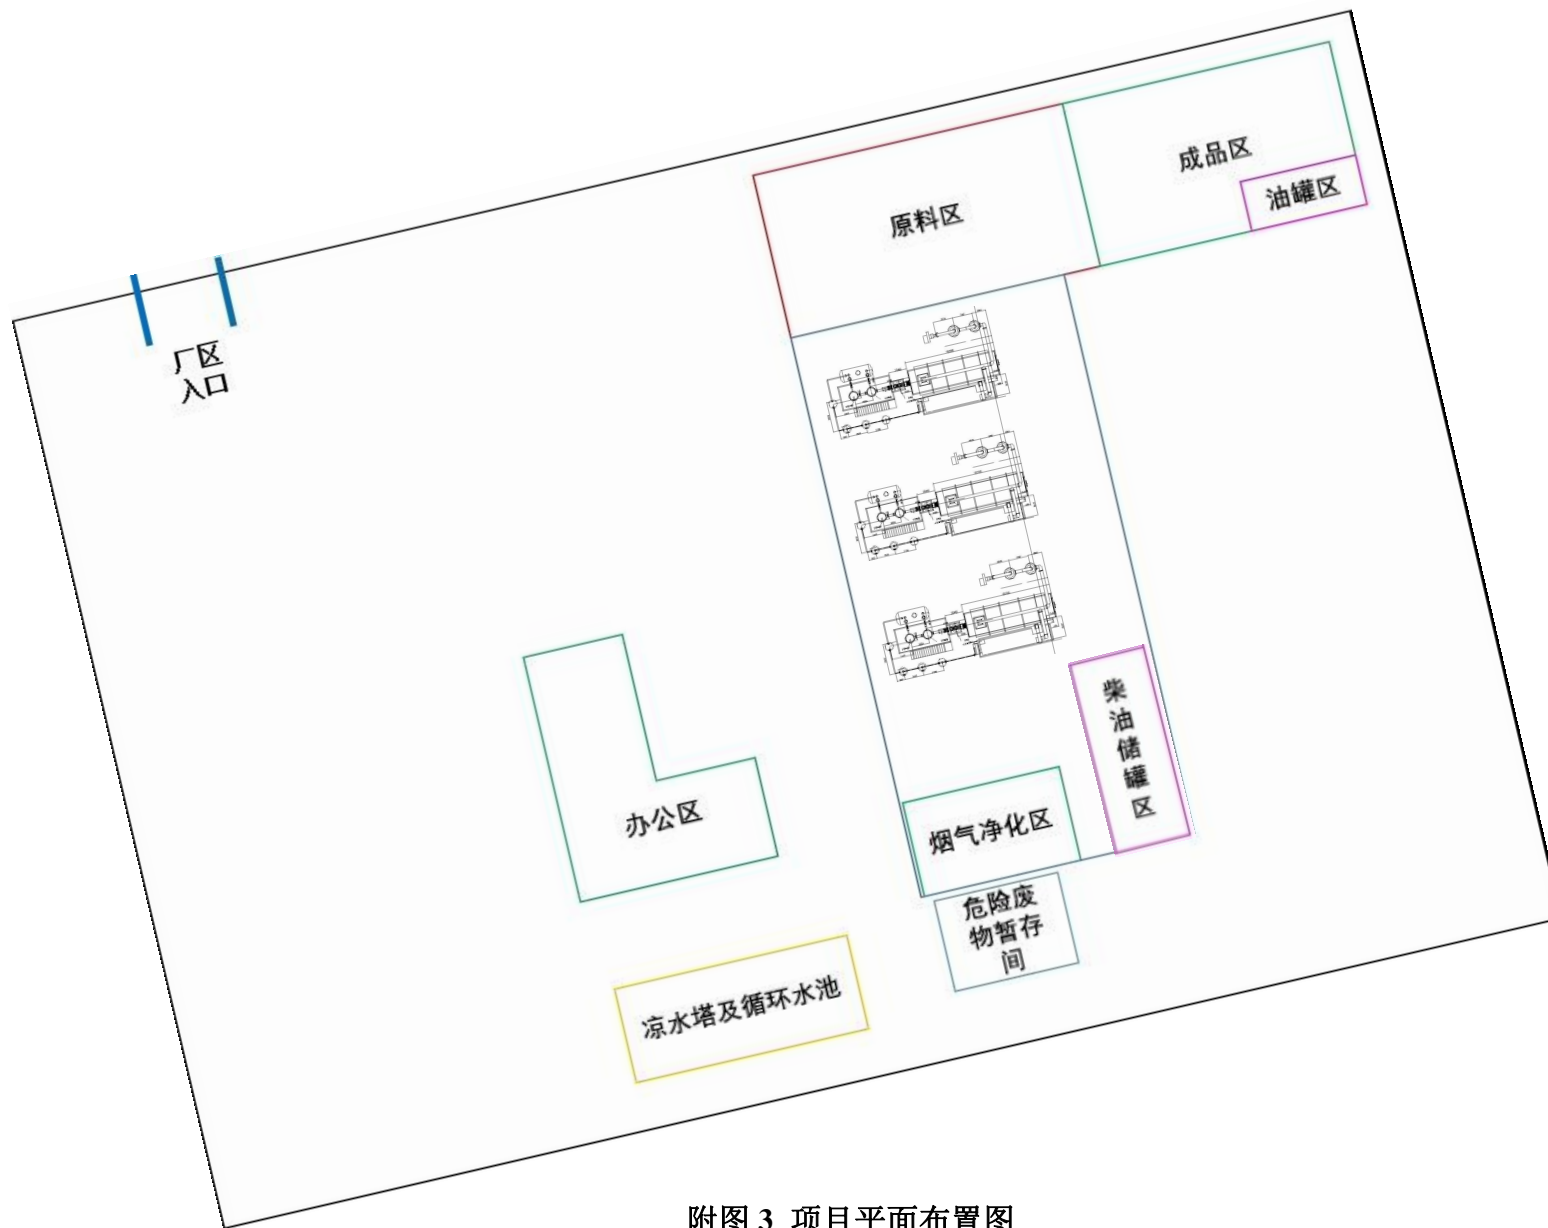 成品区
油罐区
原料区
厂区
入口
柴
油
储
罐
区
办公区
烟气净化区
危险废
物暂存
间
凉水塔及循环水池
附图 3 项目平面布置图